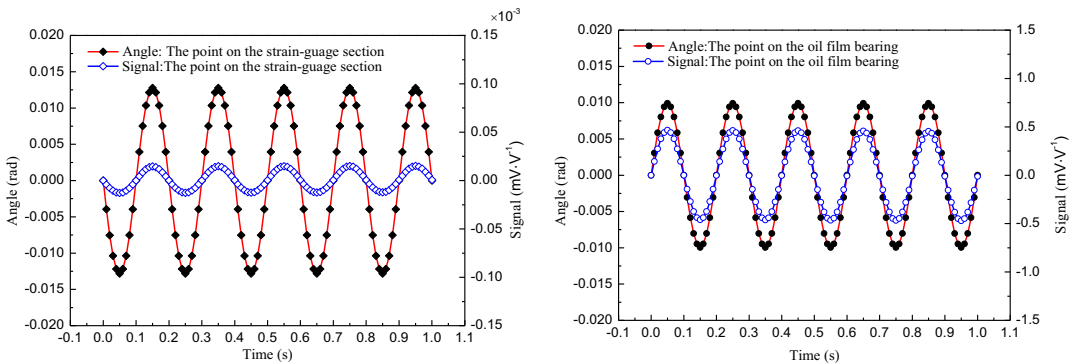 ×10⁻³
0.020
0.015
0.010
0.005
0.000
-0.005
-0.010
-0.015
-0.020
Angle (rad)
Angle: The point on the strain-guage section
Signal:The point on the strain-guage section
0.15
0.10
0.05
0.00
-0.05
-0.10
-0.15
Signal (mV·V⁻¹)
-0.1 0.0 0.1 0.2 0.3 0.4 0.5 0.6 0.7 0.8 0.9 1.0 1.1
Time (s)
0.020
0.015
0.010
0.005
0.000
-0.005
-0.010
-0.015
-0.020
Angle (rad)
Angle:The point on the oil film bearing
Signal:The point on the oil film bearing
1.5
1.0
0.5
0.0
-0.5
-1.0
-1.5
Signal (mV·V⁻¹)
-0.1 0.0 0.1 0.2 0.3 0.4 0.5 0.6 0.7 0.8 0.9 1.0 1.1
Time (s)